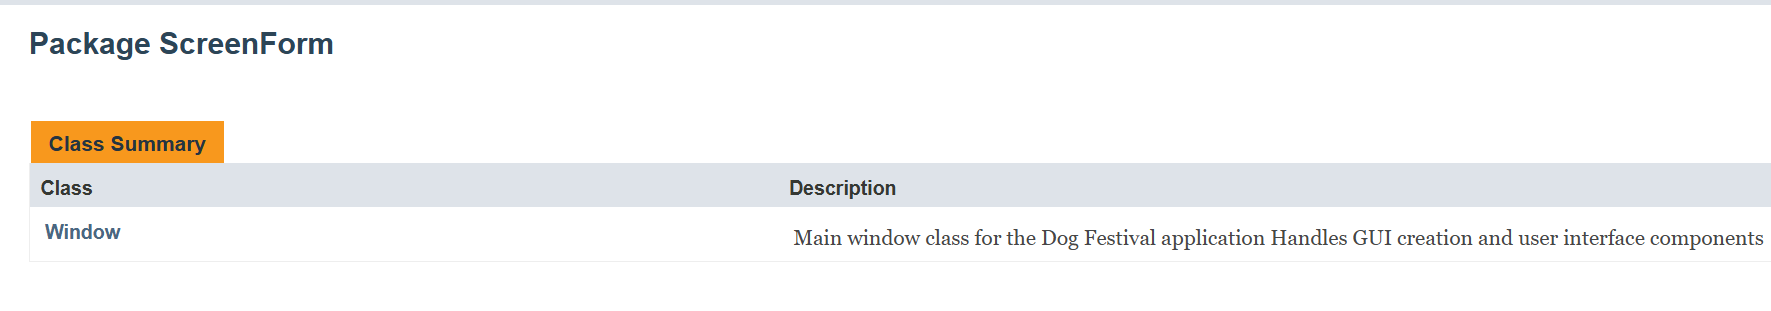 Package ScreenForm
Class Summary
Class Description
Window Main window class for the Dog Festival application Handles GUI creation and user interface components